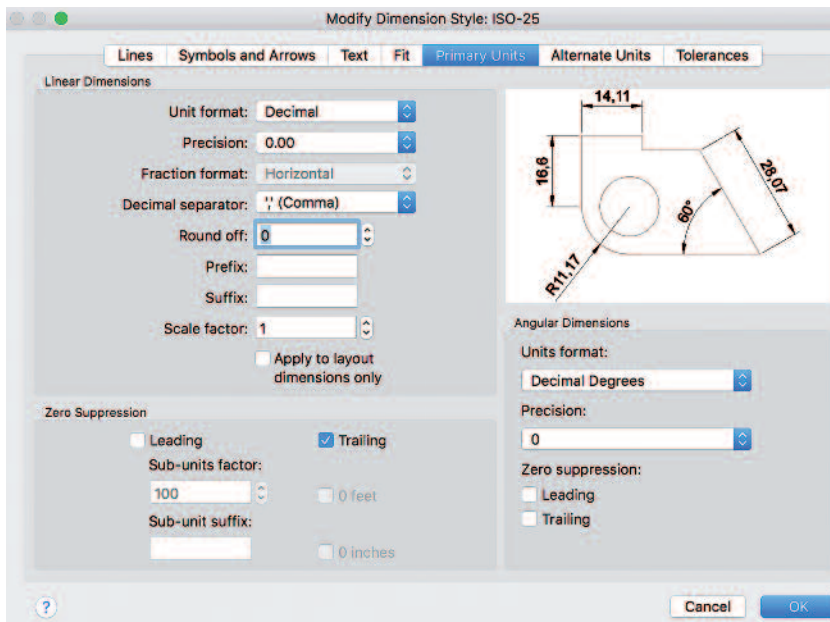 Modify Dimension Style: ISO-25
Lines Symbols and Arrows Text Fit Primary Units Alternate Units Tolerances
Linear Dimensions
Unit format: Decimal
Precision: 0.00
Fraction format: Horizontal
Decimal separator: ',' (Comma)
Round off: 0
Prefix:
Suffix:
Scale factor: 1
Apply to layout
dimensions only
14,11
16,6
28,07
60°
R11,17
Zero Suppression
Leading Trailing
Sub-units factor:
100 0 feet
Sub-unit suffix:
0 inches
Angular Dimensions
Units format:
Decimal Degrees
Precision:
0
Zero suppression:
Leading
Trailing
? Cancel OK